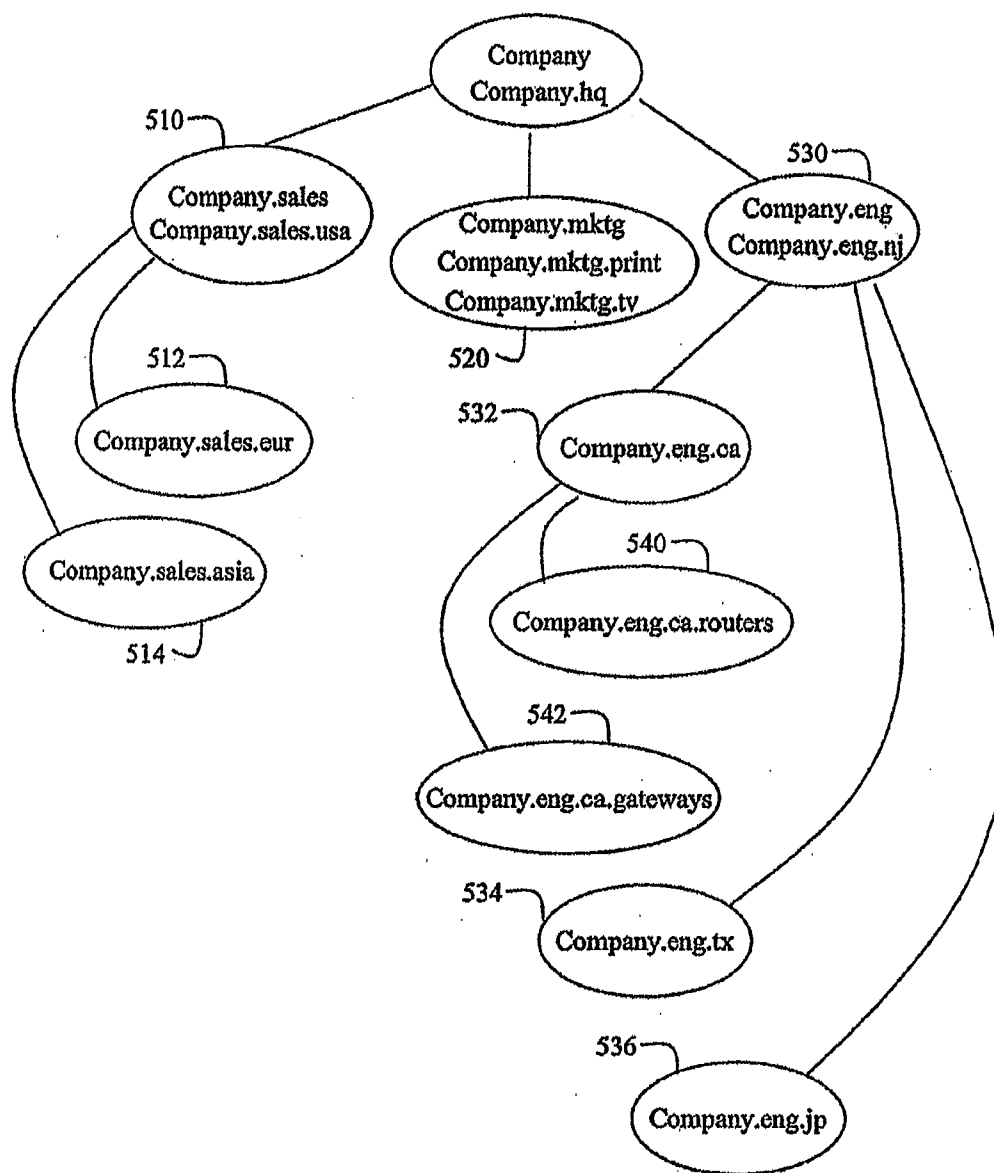 Company
Company.hq
510
Company.sales
Company.sales.usa
Company.mktg
Company.mktg.print
Company.mktg.tv
520
530
Company.eng
Company.eng.nj
512
Company.sales.eur
Company.sales.asia
514
532
Company.eng.ca
540
Company.eng.ca.routers
542
Company.eng.ca.gateways
534
Company.eng.tx
536
Company.eng.jp